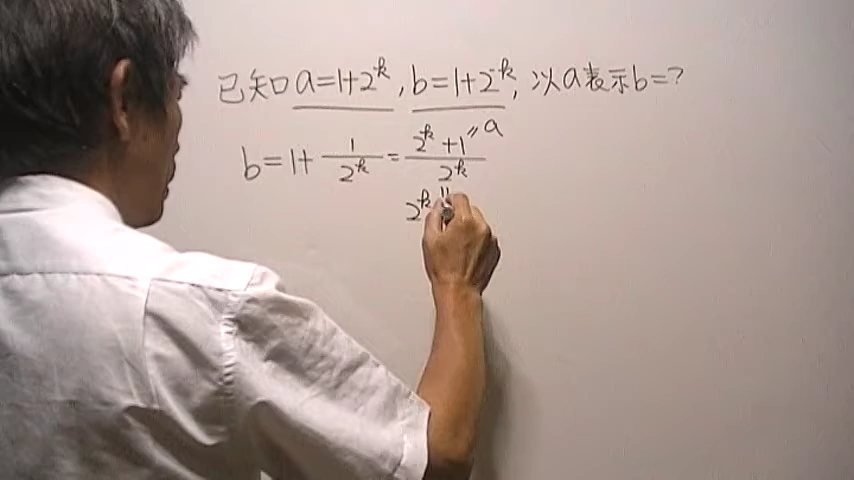 已知 a=1+2^k, b=1+2^-k, 以a表示b=?
b=1+ 1/2^k = (2^k +1)/2^k "a
2^k "